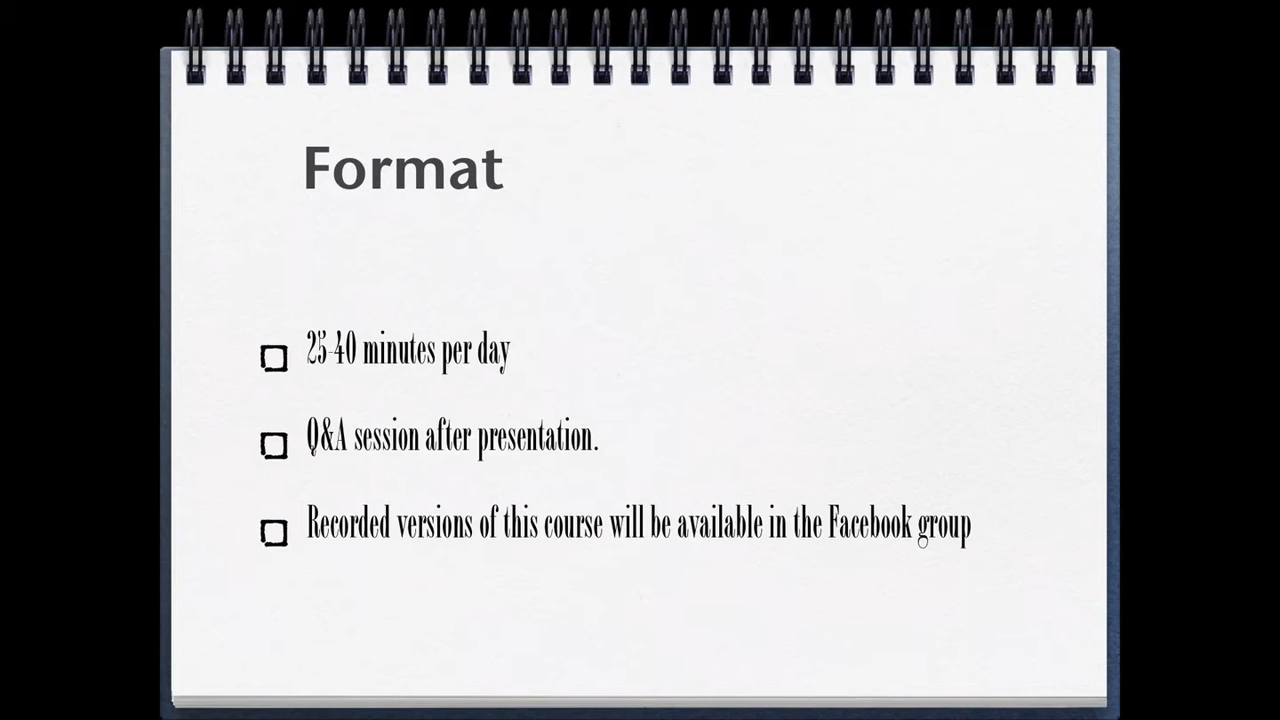 Format
25-40 minutes per day
Q&A session after presentation.
Recorded versions of this course will be available in the Facebook group